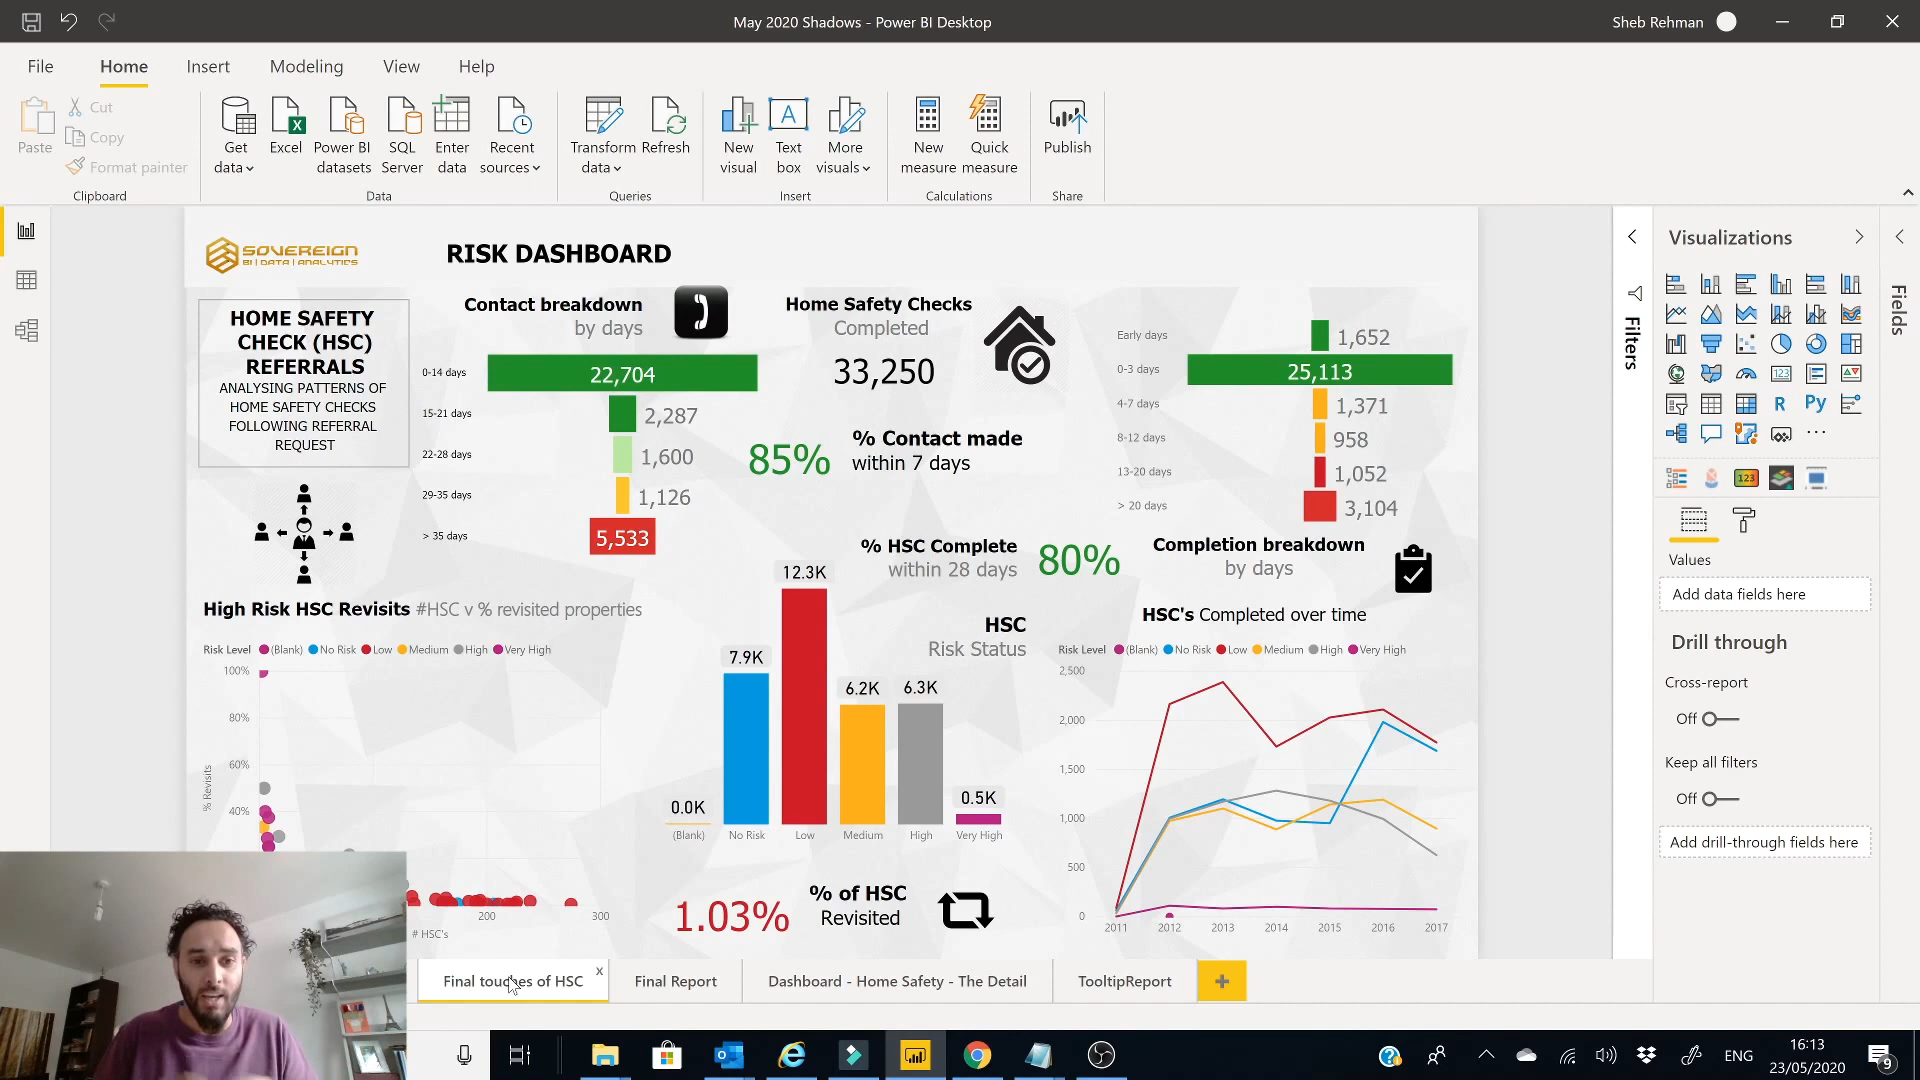 May 2020 Shadows - Power BI Desktop
Sheb Rehman
File Home Insert Modeling View Help
Paste
Cut
Copy
Format painter
Clipboard
Get data
Excel
Power BI datasets
SQL Server
Enter data
Recent sources
Data
Transform data
Refresh
Queries
New visual
Text box
More visuals
Insert
New measure
Quick measure
Calculations
Publish
Share
SOVEREIGN
BI | DATA | ANALYTICS
RISK DASHBOARD
HOME SAFETY
CHECK (HSC)
REFERRALS
ANALYSING PATTERNS OF
HOME SAFETY CHECKS
FOLLOWING REFERRAL
REQUEST
Contact breakdown
by days
0-14 days 22,704
15-21 days 2,287
22-28 days 1,600
29-35 days 1,126
> 35 days 5,533
Home Safety Checks
Completed
33,250
85%
% Contact made
within 7 days
Early days 1,652
0-3 days 25,113
4-7 days 1,371
8-12 days 958
13-20 days 1,052
> 20 days 3,104
% HSC Complete
within 28 days
80%
Completion breakdown
by days
High Risk HSC Revisits #HSC v % revisited properties
Risk Level (Blank) No Risk Low Medium High Very High
100%
80%
60%
40%
% Revisits
200 300
# HSC's
HSC
Risk Status
0.0K 7.9K 12.3K 6.2K 6.3K 0.5K
(Blank) No Risk Low Medium High Very High
1.03%
% of HSC
Revisited
HSC's Completed over time
Risk Level (Blank) No Risk Low Medium High Very High
2,500
2,000
1,500
1,000
500
0
2011 2012 2013 2014 2015 2016 2017
Filters
Visualizations
123
R
Py
123
Values
Add data fields here
Drill through
Cross-report
Off
Keep all filters
Off
Add drill-through fields here
Fields
Final touches of HSC x
Final Report
Dashboard - Home Safety - The Detail
TooltipReport
+
ENG
16:13
23/05/2020
9